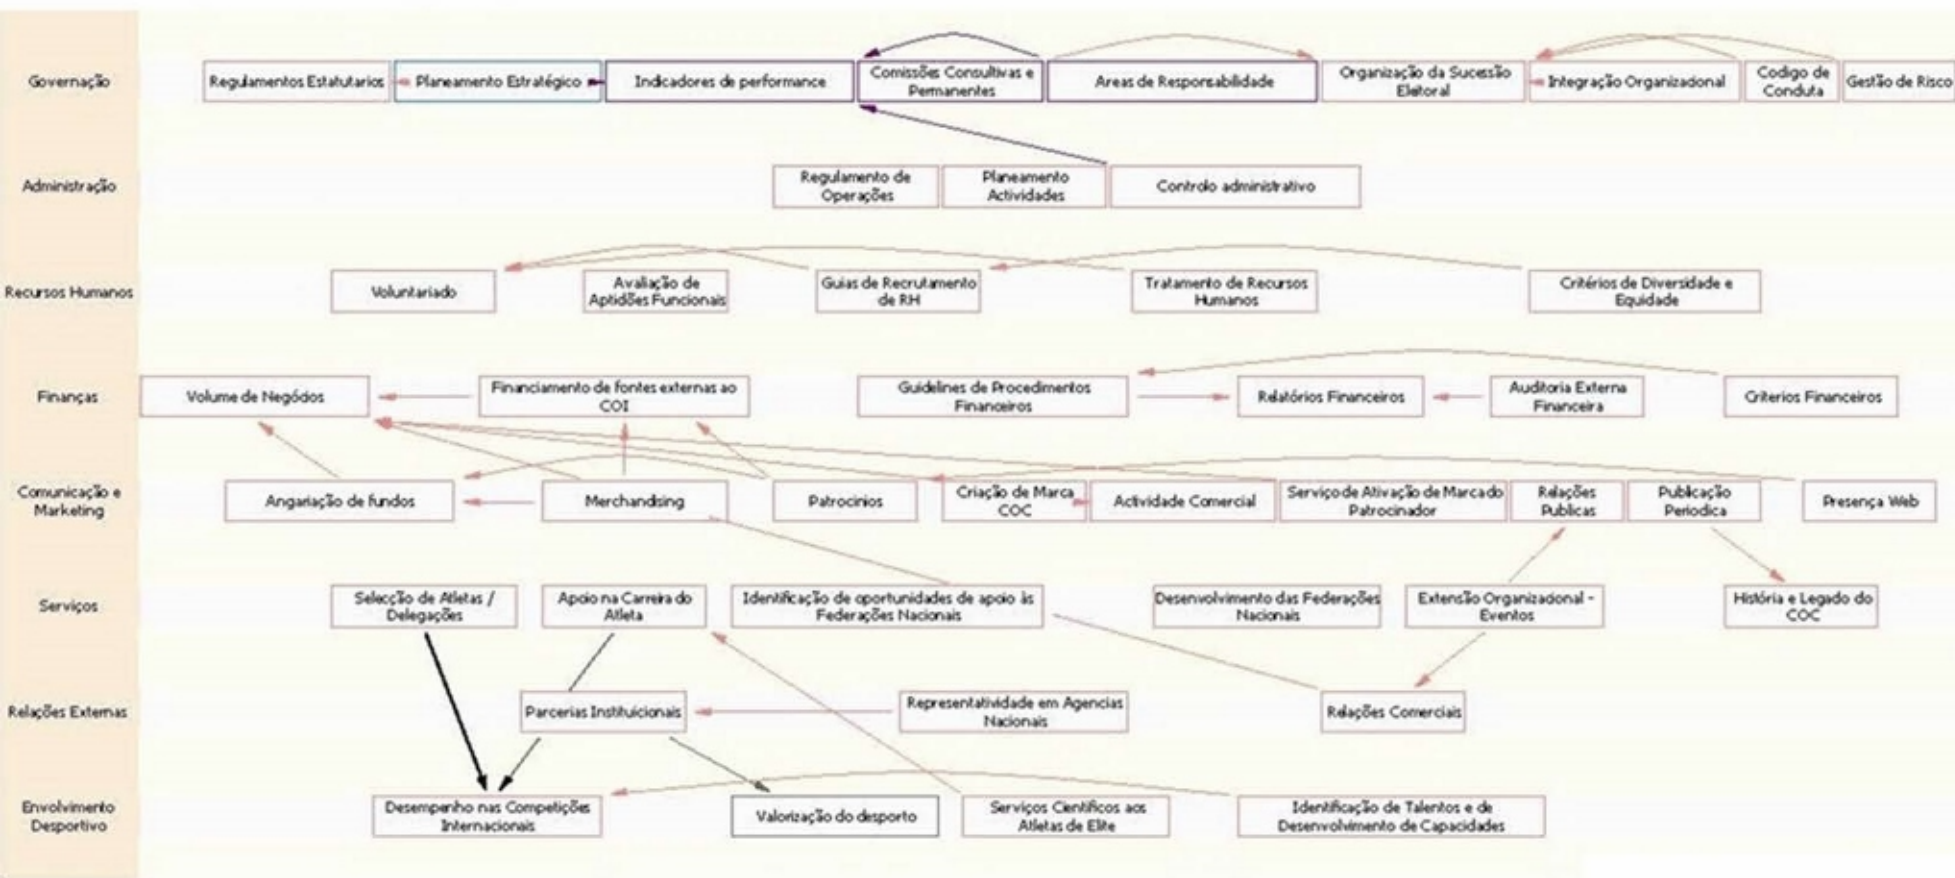 Governação
Regulamentos Estatutarios
Planeamento Estratégico
Indicadores de performance
Comissões Consultivas e
Permanentes
Areas de Responsabilidade
Organização da Sucessão
Eleitoral
Integração Organizacional
Codigo de
Conduta
Gestão de Risco
Administração
Regulamento de
Operações
Planeamento
Actividades
Controlo administrativo
Recursos Humanos
Voluntariado
Avaliação de
Aptidões Funcionais
Guias de Recrutamento
de RH
Tratamento de Recursos
Humanos
Critérios de Diversidade e
Equidade
Finanças
Volume de Negócios
Financiamento de fontes externas ao
COI
Guidelines de Procedimentos
Financeiros
Relatórios Financeiros
Auditoria Externa
Financeira
Criterios Financeiros
Comunicação e
Marketing
Angariação de fundos
Merchandising
Patrocinios
Criação de Marca
COC
Actividade Comercial
Serviço de Ativação de Marca do
Patrocinador
Relações
Publicas
Publicação
Periodica
Presença Web
Serviços
Selecção de Atletas /
Delegações
Apoio na Carreira do
Atleta
Identificação de oportunidades de apoio às
Federações Nacionais
Desenvolvimento das Federações
Nacionais
Extensão Organizacional -
Eventos
História e Legado do
COC
Relações Externas
Parcerias Instituicionais
Representatividade em Agencias
Nacionais
Relações Comerciais
Envolvimento
Desportivo
Desempenho nas Competições
Internacionais
Valorização do desporto
Serviços Cientificos aos
Atletas de Elite
Identificação de Talentos e de
Desenvolvimento de Capacidades